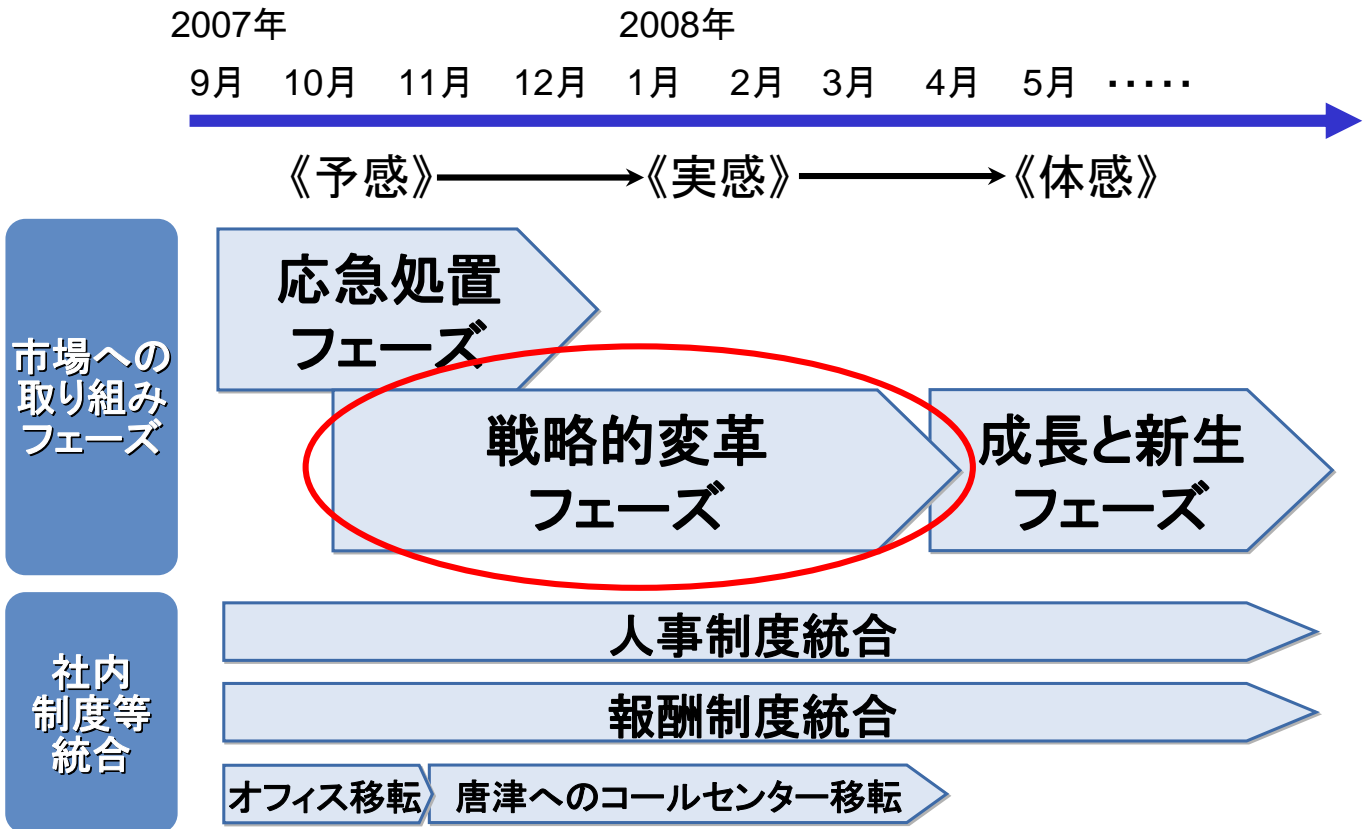 2007年 2008年
9月 10月 11月 12月 1月 2月 3月 4月 5月 ・・・・・
《予感》 《実感》 《体感》
市場への
取り組み
フェーズ
応急処置
フェーズ
戦略的変革
フェーズ
成長と新生
フェーズ
社内
制度等
統合
人事制度統合
報酬制度統合
オフィス移転 唐津へのコールセンター移転